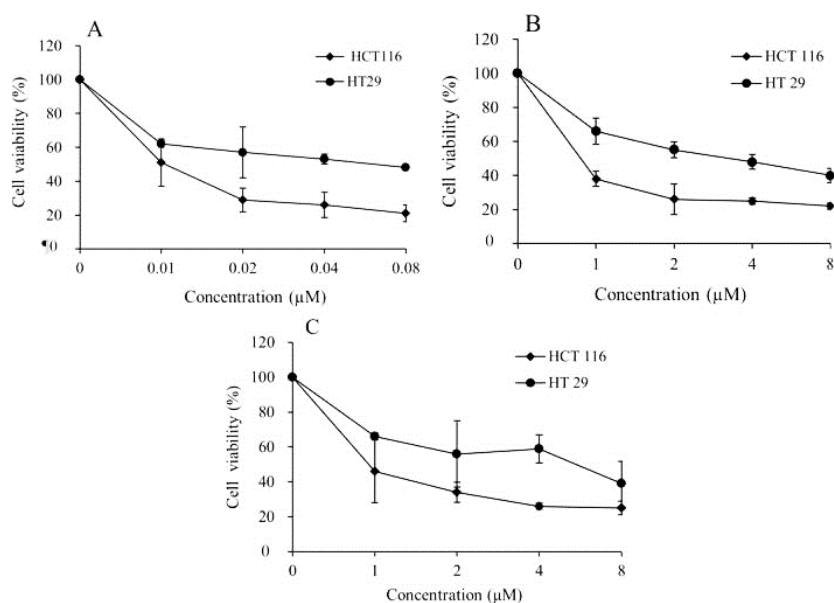 A
HCT116
HT29
Cell vaiability (%)
120
100
80
60
40
20
0
0 0.01 0.02 0.04 0.08
Concentration (µM)
B
HCT 116
HT 29
Cell viability (%)
120
100
80
60
40
20
0
0 1 2 4 8
Concentration (µM)
C
HCT 116
HT 29
Cell viability (%)
120
100
80
60
40
20
0
0 1 2 4 8
Concentration (µM)